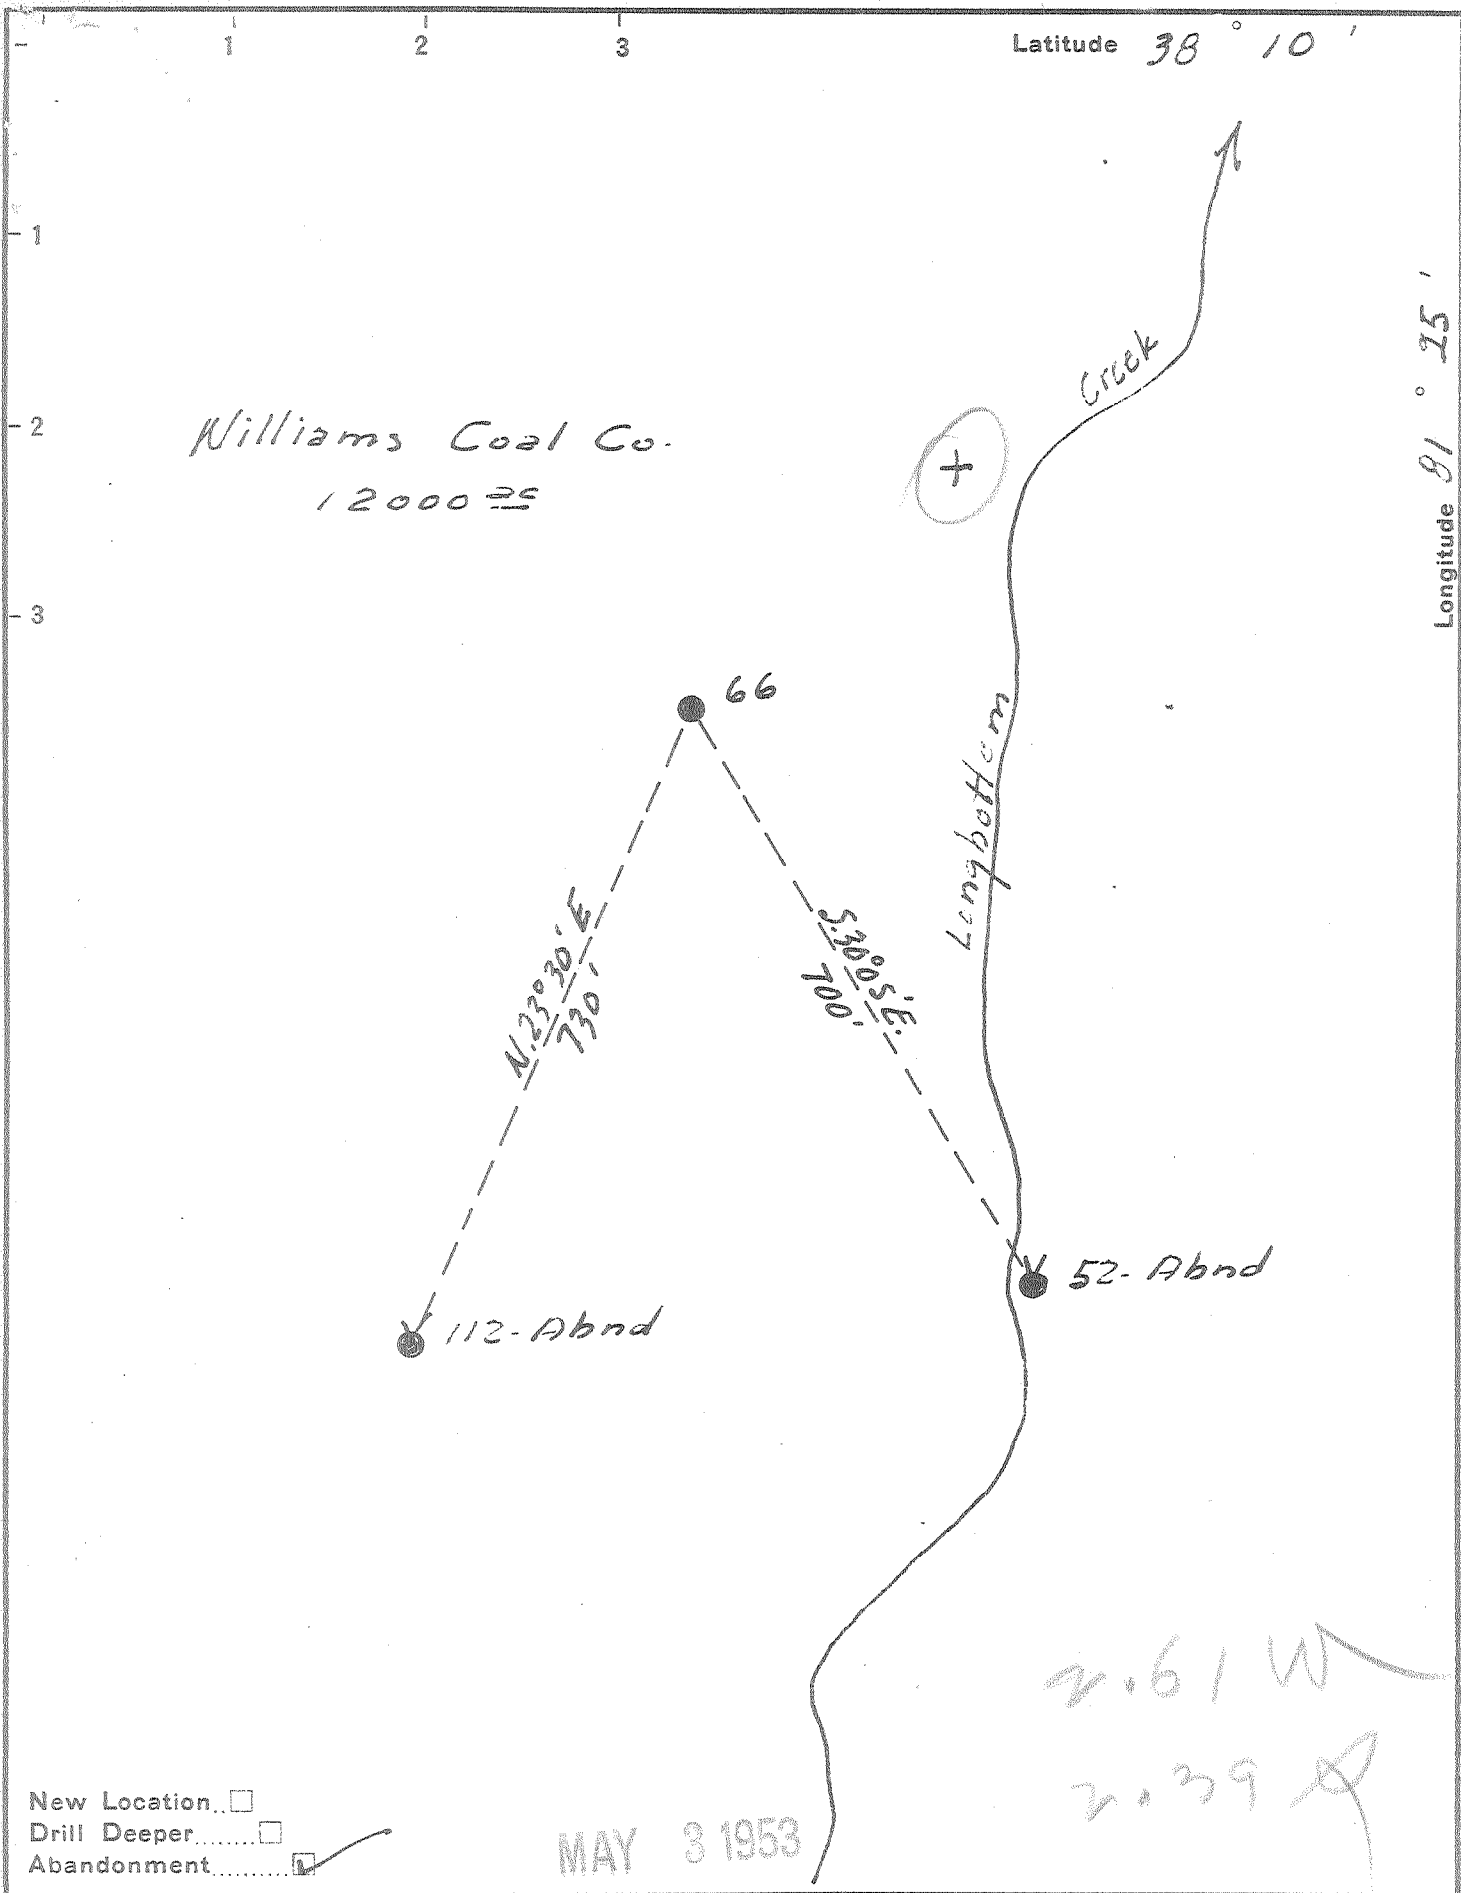 1 2 3 Latitude 38° 10'
1
2
3
Longitude 81° 25'
Creek
Williams Coal Co.
12000 ac
66
Longbottom
N.23°30'E
730'
S.30°05'E.
700'
52-Abnd
112-Abnd
2.61 W
2.39 S
New Location..
Drill Deeper........
Abandonment..........
MAY 3 1953